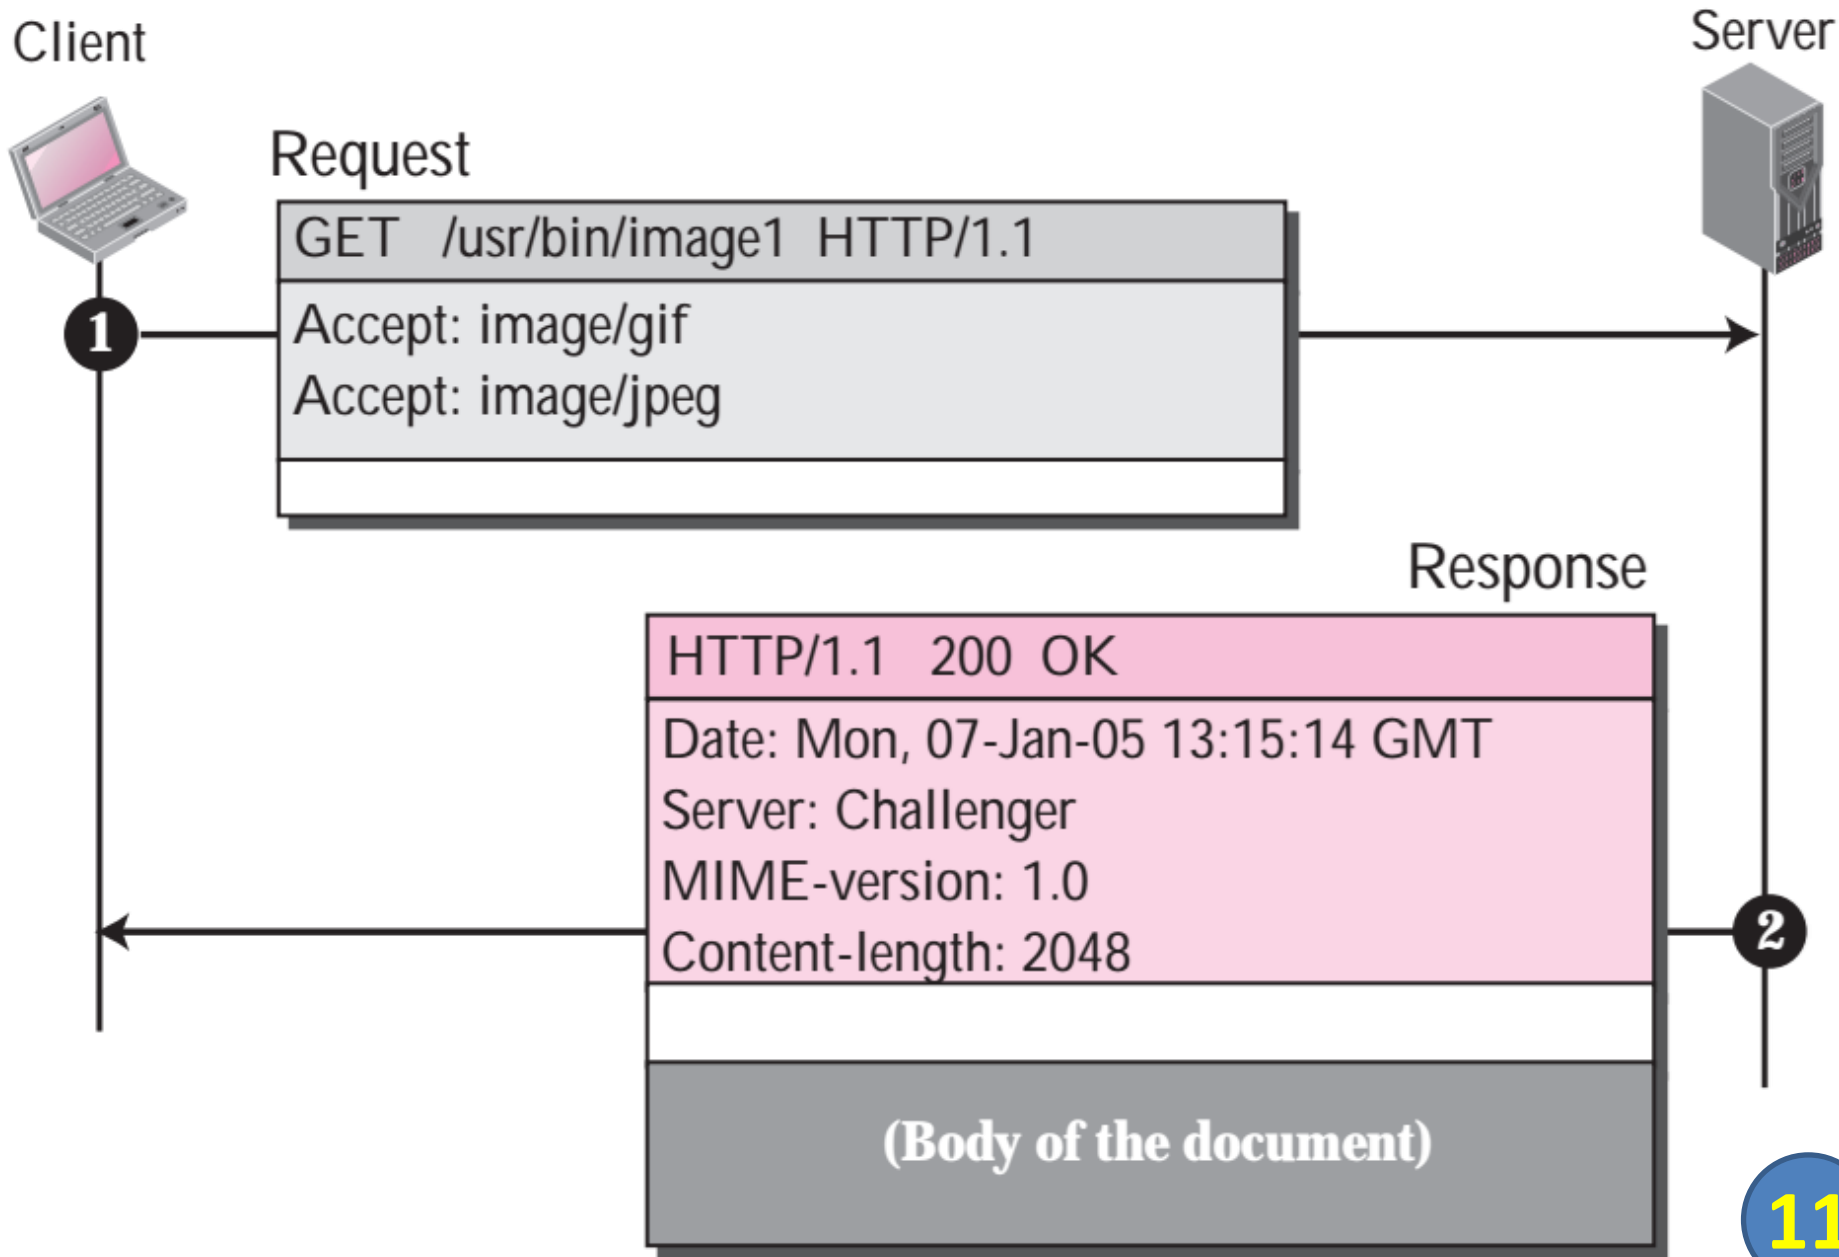 Client
Server
Request
GET /usr/bin/image1 HTTP/1.1
1
Accept: image/gif
Accept: image/jpeg
Response
HTTP/1.1 200 OK
Date: Mon, 07-Jan-05 13:15:14 GMT
Server: Challenger
MIME-version: 1.0
2
Content-length: 2048
(Body of the document)
11